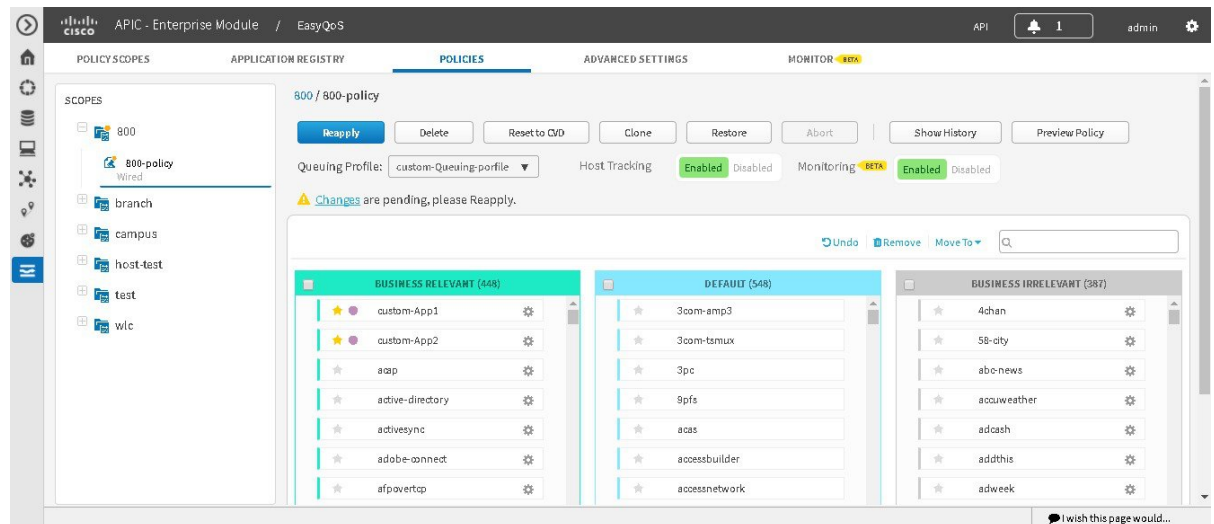 cisco APIC - Enterprise Module / EasyQoS API 1 admin
POLICY SCOPES APPLICATION REGISTRY POLICIES ADVANCED SETTINGS MONITOR BETA
SCOPES
800
800-policy
Wired
branch
campus
host-test
test
wlc
800 / 800-policy
Reapply Delete Reset to CVD Clone Restore Abort Show History Preview Policy
Queuing Profile: custom-Queuing-porfile Host Tracking Enabled Disabled Monitoring BETA Enabled Disabled
Changes are pending, please Reapply.
Undo Remove Move To
BUSINESS RELEVANT (448)
custom-App1
custom-App2
acap
active-directory
activesync
adobe-connect
afpovertcp
DEFAULT (548)
3com-amp3
3com-tsmux
3pc
9pfs
acas
accessbuilder
accessnetwork
BUSINESS IRRELEVANT (387)
4chan
58-city
abc-news
accuweather
adcash
addthis
adweek
I wish this page would...